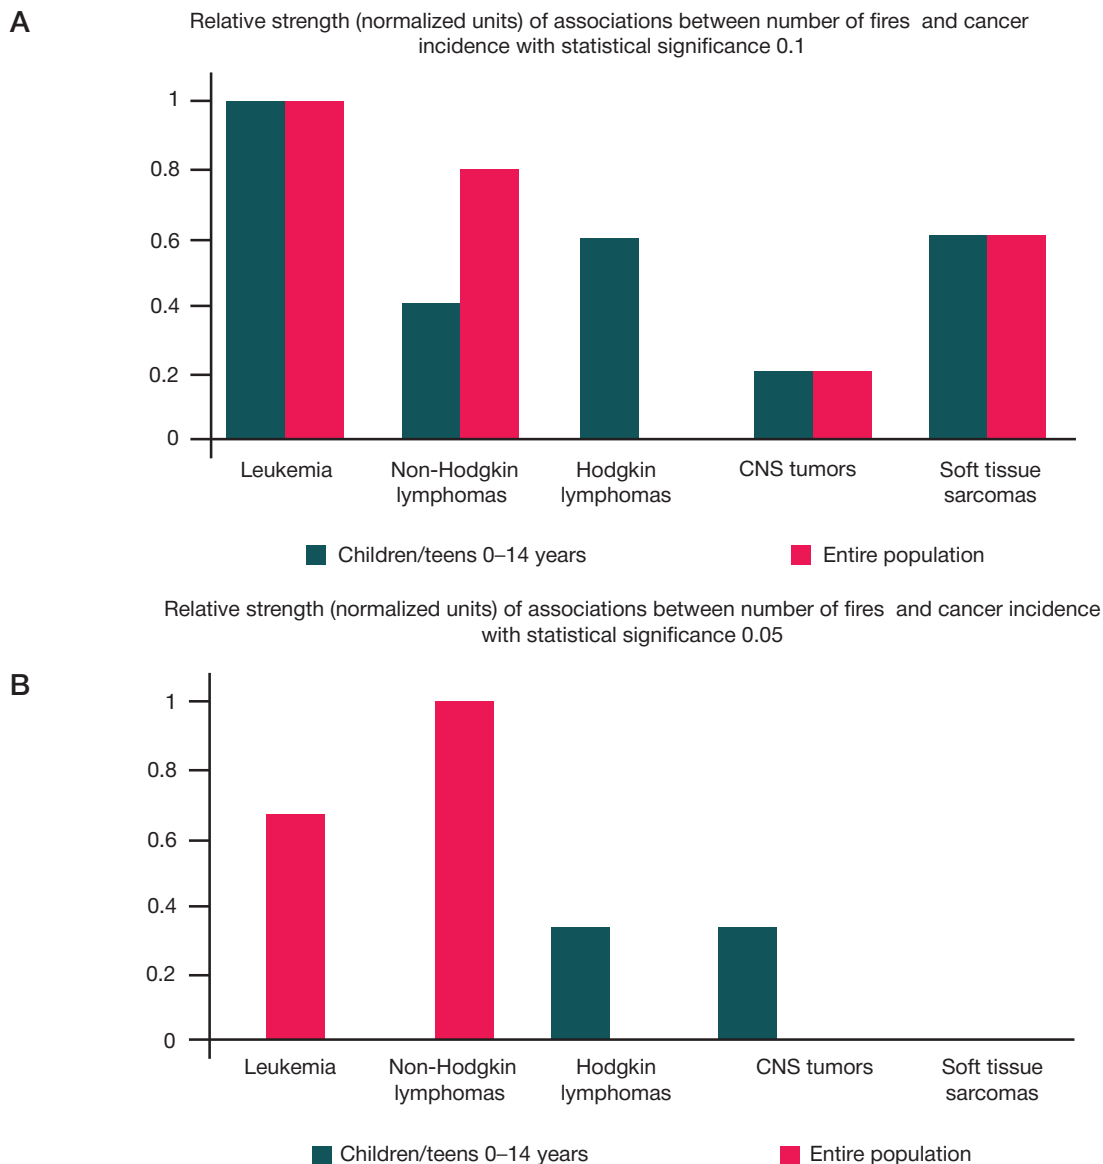 A
Relative strength (normalized units) of associations between number of fires and cancer
incidence with statistical significance 0.1
1
0.8
0.6
0.4
0.2
0
Leukemia
Non-Hodgkin
lymphomas
Hodgkin
lymphomas
CNS tumors
Soft tissue
sarcomas
Children/teens 0–14 years
Entire population
Relative strength (normalized units) of associations between number of fires and cancer incidence
with statistical significance 0.05
B
1
0.8
0.6
0.4
0.2
0
Leukemia
Non-Hodgkin
lymphomas
Hodgkin
lymphomas
CNS tumors
Soft tissue
sarcomas
Children/teens 0–14 years
Entire population